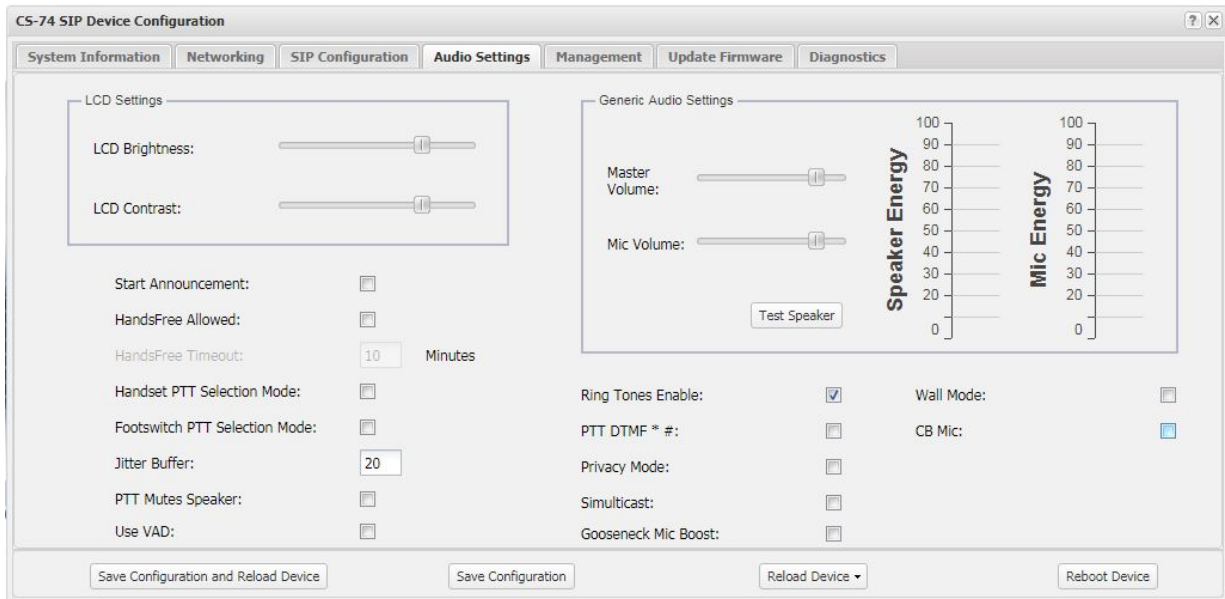 CS-74 SIP Device Configuration
System Information Networking SIP Configuration Audio Settings Management Update Firmware Diagnostics
LCD Settings
LCD Brightness:
LCD Contrast:
Start Announcement:
HandsFree Allowed:
HandsFree Timeout: 10 Minutes
Handset PTT Selection Mode:
Footswitch PTT Selection Mode:
Jitter Buffer: 20
PTT Mutes Speaker:
Use VAD:
Generic Audio Settings
Master
Volume:
Mic Volume:
Test Speaker
Speaker Energy
100
90
80
70
60
50
40
30
20
0
Mic Energy
100
90
80
70
60
50
40
30
20
0
Ring Tones Enable:
PTT DTMF * #:
Privacy Mode:
Simulticast:
Gooseneck Mic Boost:
Wall Mode:
CB Mic:
Save Configuration and Reload Device Save Configuration Reload Device Reboot Device